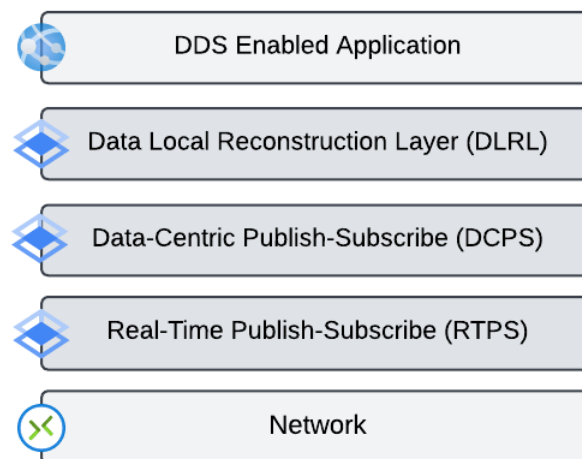 DDS Enabled Application
Data Local Reconstruction Layer (DLRL)
Data-Centric Publish-Subscribe (DCPS)
Real-Time Publish-Subscribe (RTPS)
Network